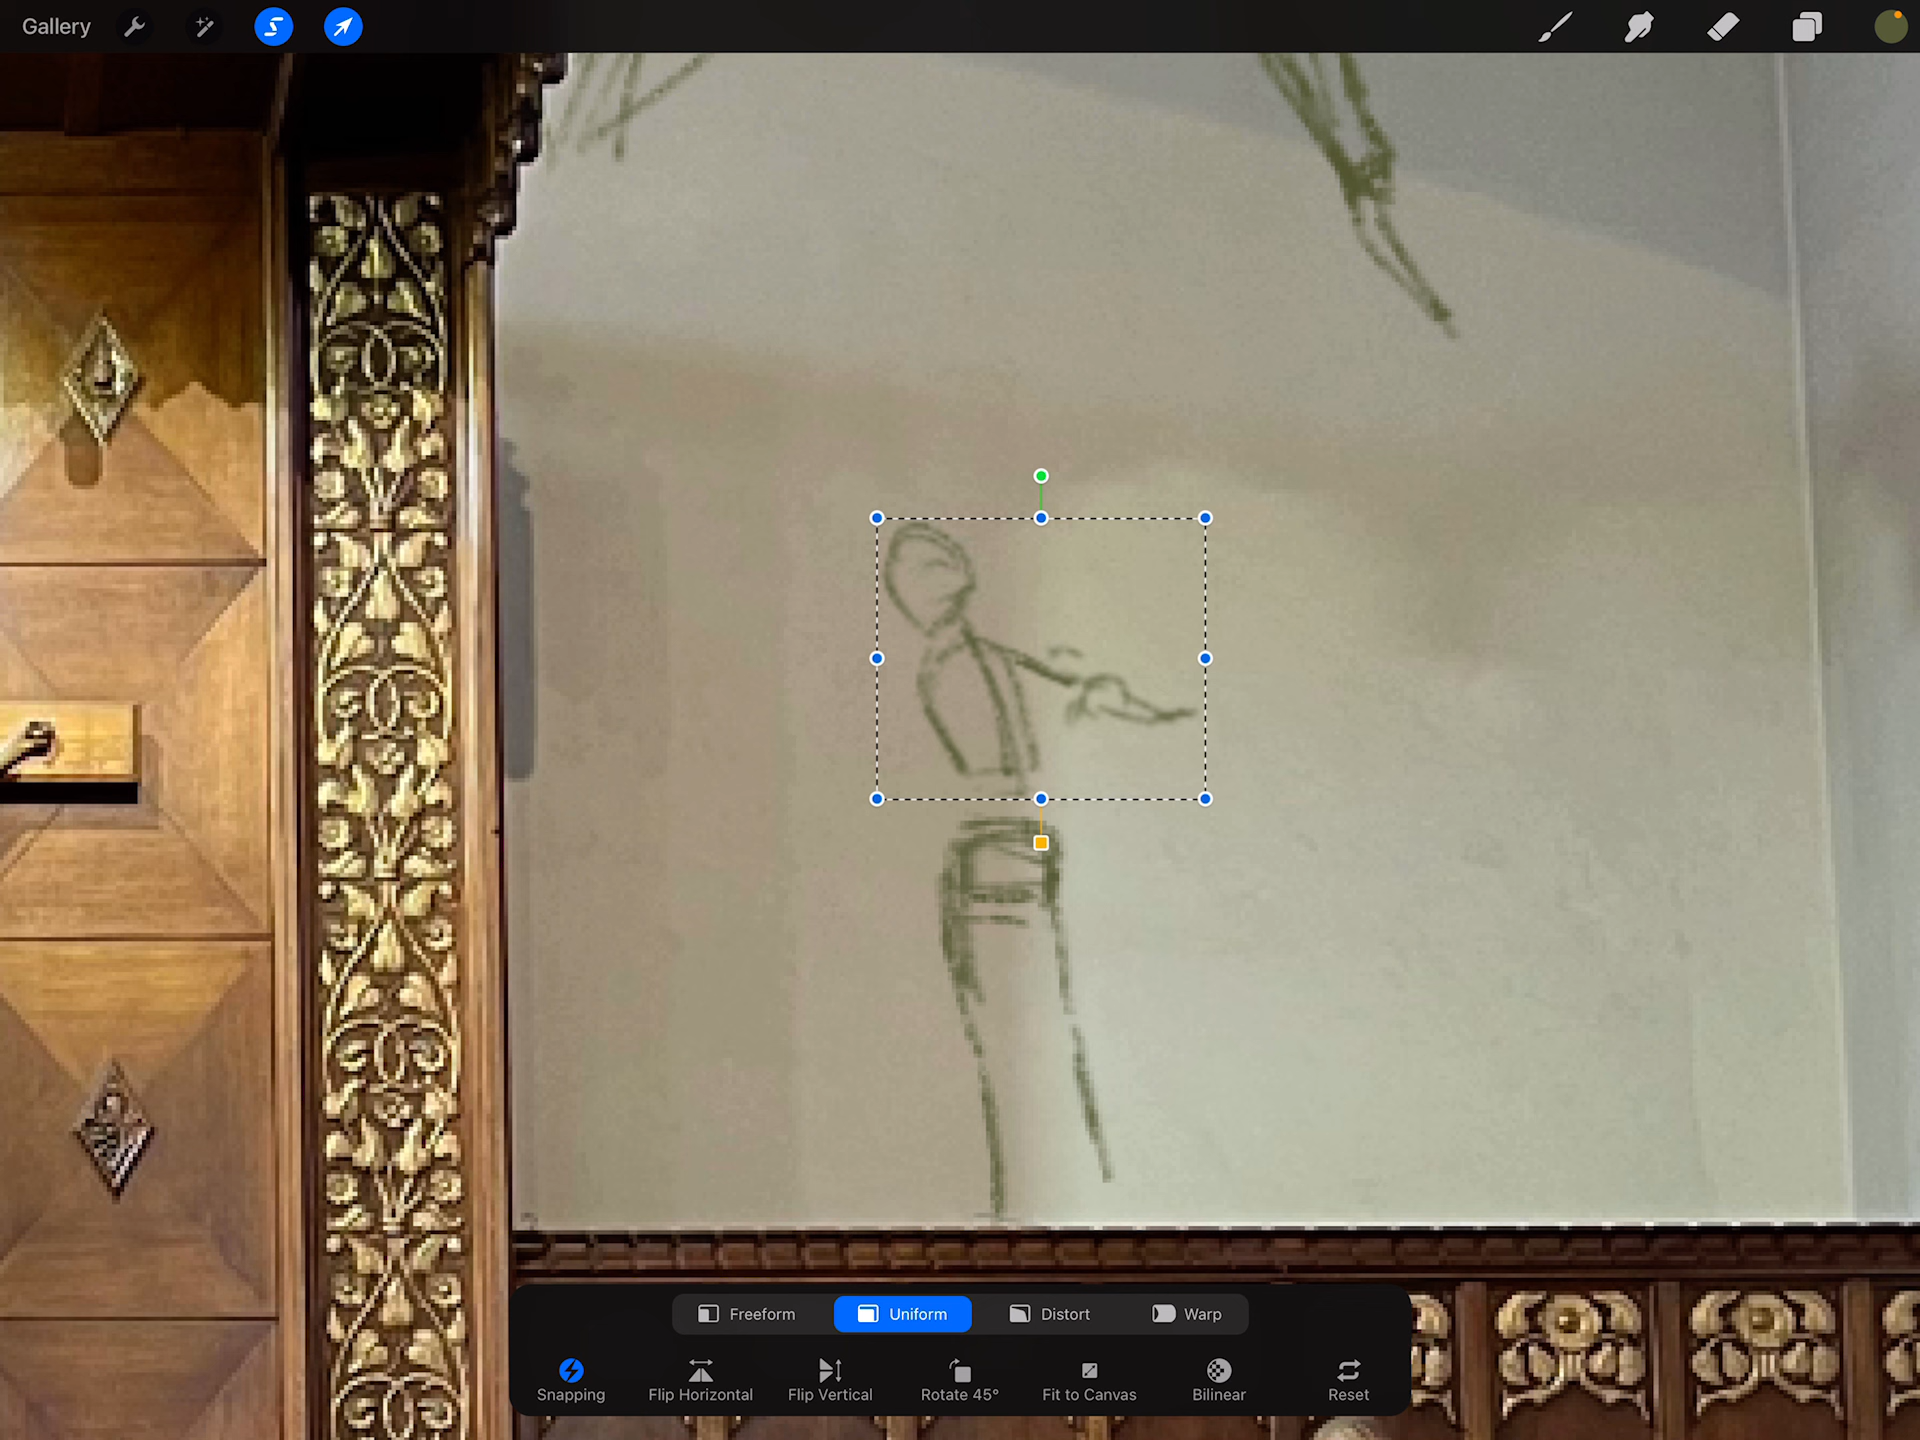 Gallery
Freeform Uniform Distort Warp
Snapping Flip Horizontal Flip Vertical Rotate 45° Fit to Canvas Bilinear Reset